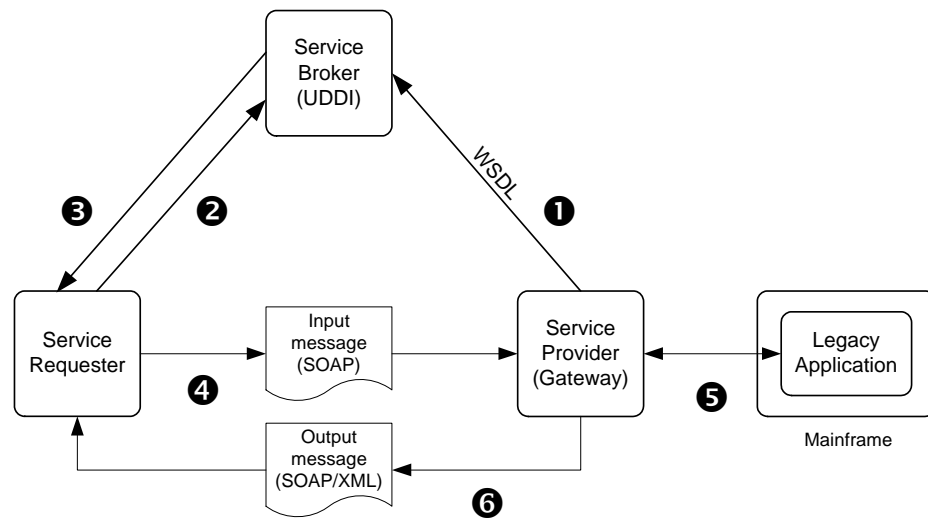 Service
Broker
(UDDI)
WSDL
❸
❷
❶
Service
Requester
Input
message
(SOAP)
Service
Provider
(Gateway)
Legacy
Application
❹
❺
Mainframe
Output
message
(SOAP/XML)
❻